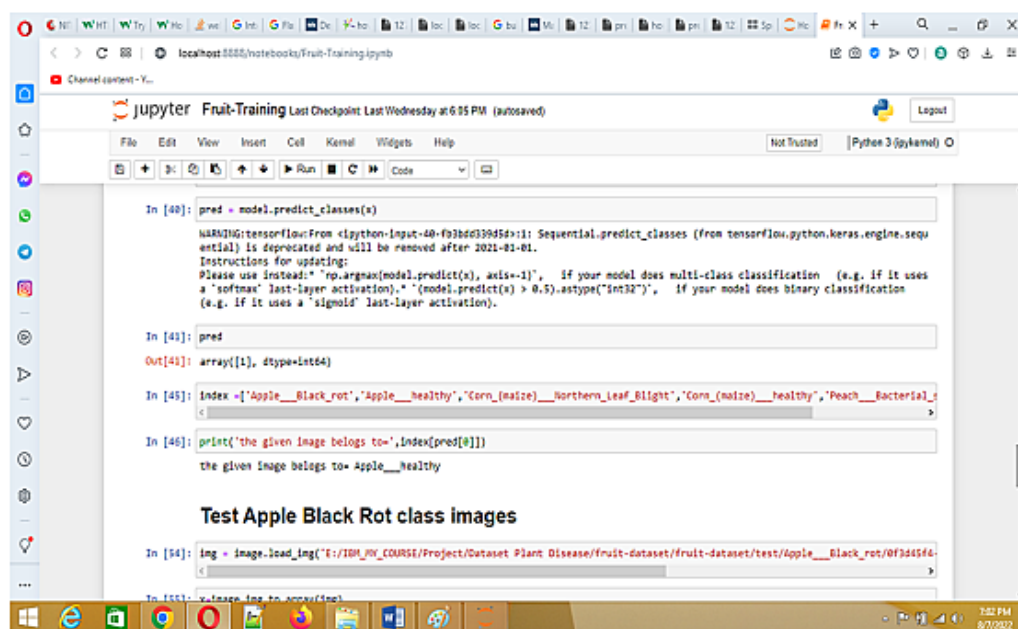 localhost:8888/notebooks/Fruit-Training.ipynb
Channel content - Y...
jupyter Fruit-Training Last Checkpoint: Last Wednesday at 6:05 PM (autosaved)
Logout
File Edit View Insert Cell Kernel Widgets Help
Not Trusted
Python 3 (ipykernel)
Run
Code
In [40]: pred = model.predict_classes(x)
WARNING:tensorflow:From <ipython-input-40-fb3bdd339d5d>:1: Sequential.predict_classes (from tensorflow.python.keras.engine.sequ
ential) is deprecated and will be removed after 2021-01-01.
Instructions for updating:
Please use instead:* `np.argmax(model.predict(x), axis=-1)`, if your model does multi-class classification (e.g. if it uses
a `softmax` last-layer activation).* `(model.predict(x) > 0.5).astype("int32")`, if your model does binary classification
(e.g. if it uses a `sigmoid` last-layer activation).
In [41]: pred
Out[41]: array([1], dtype=int64)
In [45]: index =['Apple___Black_rot','Apple___healthy','Corn_(maize)___Northern_Leaf_Blight','Corn_(maize)___healthy','Peach___Bacterial_s
In [46]: print('the given image belogs to=',index[pred[0]])
the given image belogs to= Apple___healthy
Test Apple Black Rot class images
In [54]: img = image.load_img("E:/IBM_MY_COURSE/Project/Dataset Plant Disease/fruit-dataset/fruit-dataset/test/Apple___Black_rot/0f3d45f4-
In [55]: x=image.img_to_array(img)
7:02 PM
8/7/2022